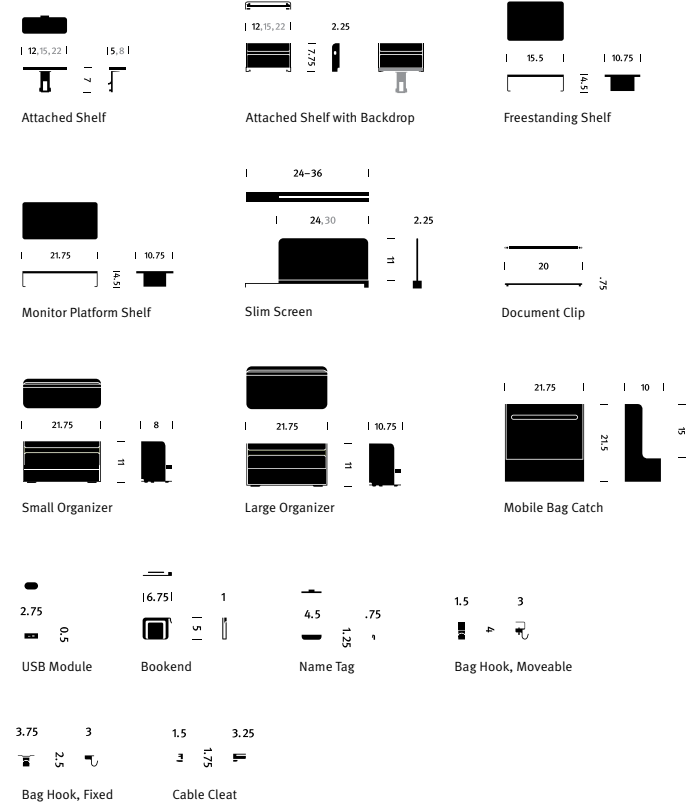 12,15,22 5,8
7
Attached Shelf
12,15,22 2.25
7.75
Attached Shelf with Backdrop
15.5 10.75
4.5
Freestanding Shelf
21.75 10.75
4.5
Monitor Platform Shelf
24–36
24,30 2.25
11
Slim Screen
20
.75
Document Clip
21.75 8
11
Small Organizer
21.75 10.75
11
Large Organizer
21.75 10
21.5
15
Mobile Bag Catch
2.75
0.5
USB Module
6.75 1
5
Bookend
4.5 .75
1.25
Name Tag
1.5 3
4
Bag Hook, Moveable
3.75 3
2.5
Bag Hook, Fixed
1.5 3.25
1.75
Cable Cleat